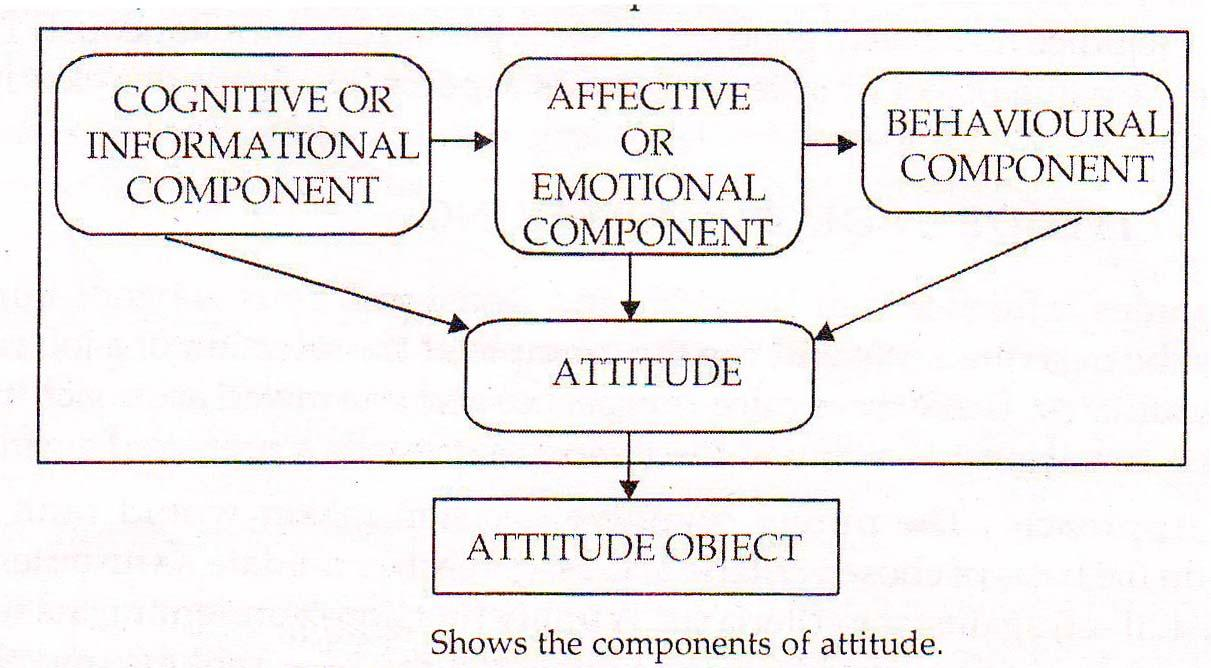 COGNITIVE OR
INFORMATIONAL
COMPONENT
AFFECTIVE
OR
EMOTIONAL
COMPONENT
BEHAVIOURAL
COMPONENT
ATTITUDE
ATTITUDE OBJECT
Shows the components of attitude.